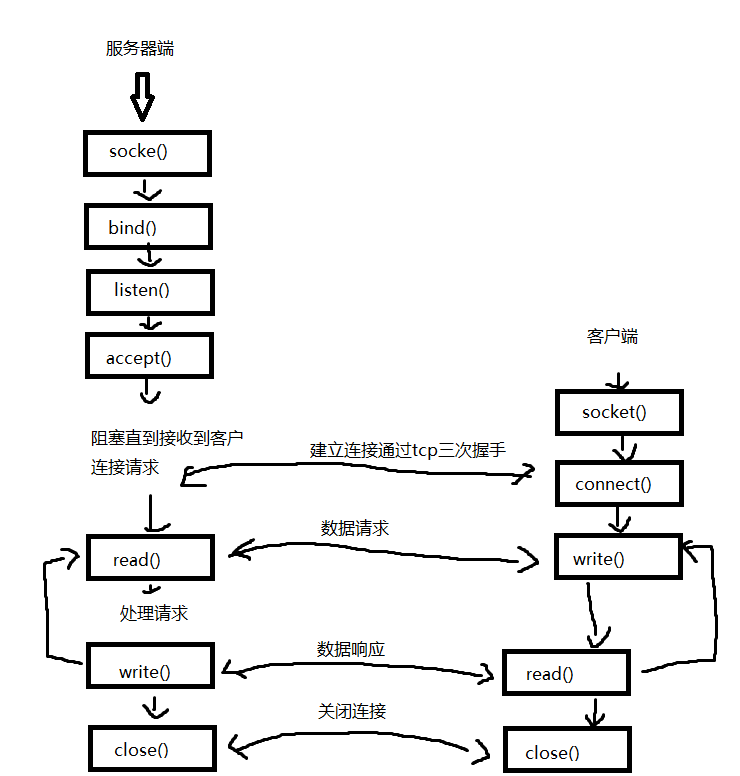 服务器端
socke()
bind()
listen()
accept()
阻塞直到接收到客户
连接请求
read()
处理请求
write()
close()
建立连接通过tcp三次握手
数据请求
数据响应
关闭连接
客户端
socket()
connect()
write()
read()
close()